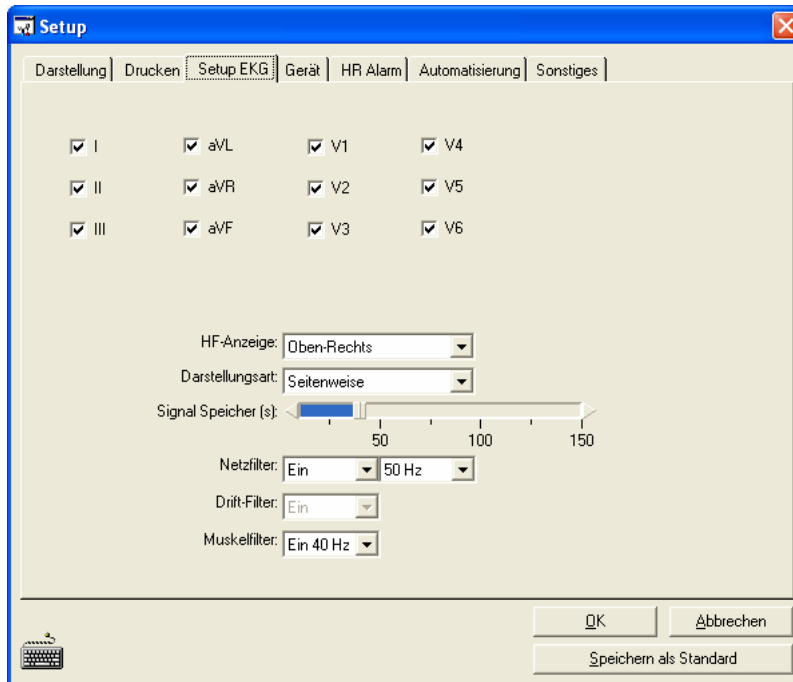 Setup
Darstellung Drucken Setup EKG Gerät HR Alarm Automatisierung Sonstiges
I aVL V1 V4
II aVR V2 V5
III aVF V3 V6
HF-Anzeige: Oben-Rechts
Darstellungsart: Seitenweise
Signal Speicher (s):
50 100 150
Netzfilter: Ein 50 Hz
Drift-Filter: Ein
Muskelfilter: Ein 40 Hz
OK Abbrechen
Speichern als Standard